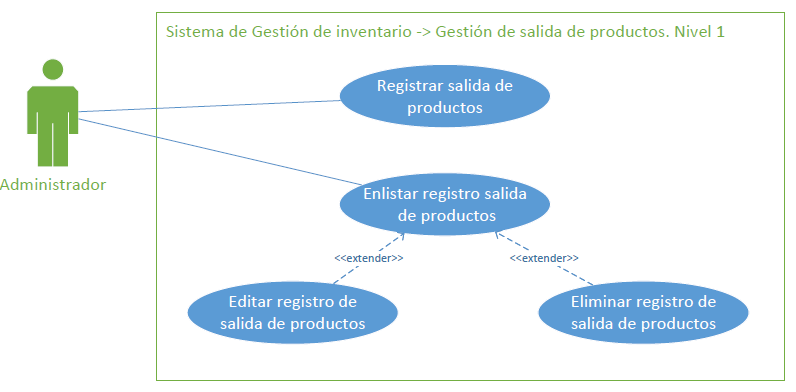 Sistema de Gestión de inventario -> Gestión de salida de productos. Nivel 1
Registrar salida de
productos
Administrador
Enlistar registro salida
de productos
<<extender>>
<<extender>>
Editar registro de
salida de productos
Eliminar registro de
salida de productos